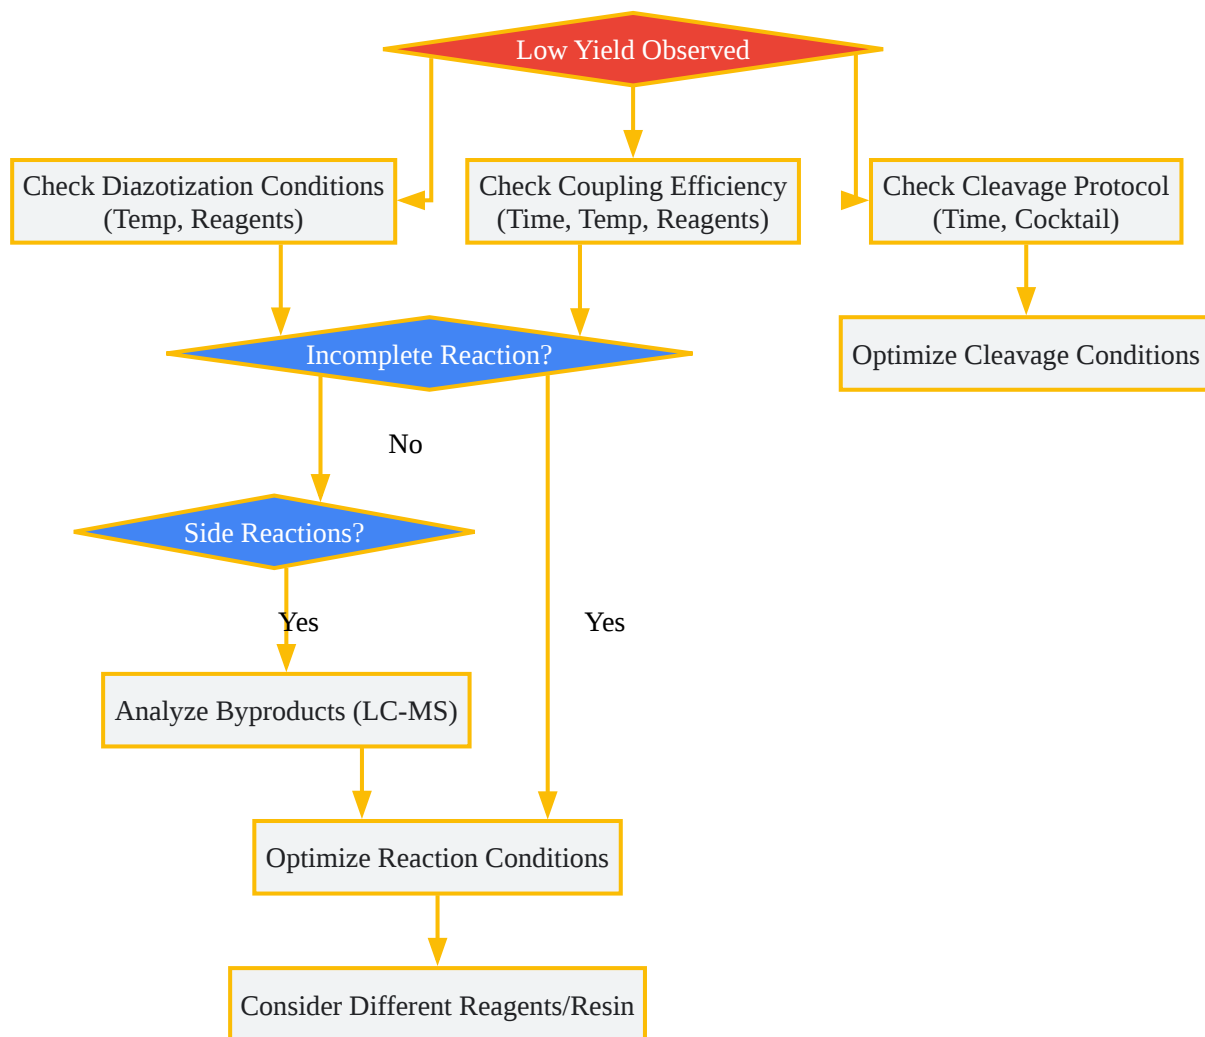 Low Yield Observed
Check Diazotization Conditions
(Temp, Reagents)
Check Coupling Efficiency
(Time, Temp, Reagents)
Check Cleavage Protocol
(Time, Cocktail)
Incomplete Reaction?
Optimize Cleavage Conditions
No
Side Reactions?
Yes
Yes
Analyze Byproducts (LC-MS)
Optimize Reaction Conditions
Consider Different Reagents/Resin